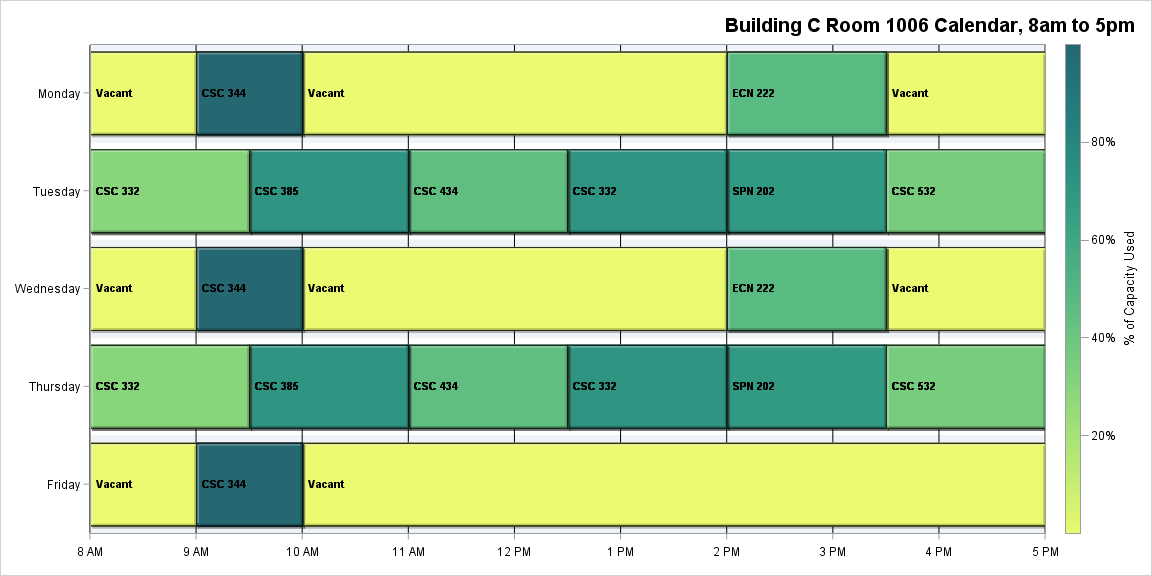 Building C Room 1006 Calendar, 8am to 5pm
Monday
Vacant
CSC 344
Vacant
ECN 222
Vacant
Tuesday
CSC 332
CSC 385
CSC 434
CSC 332
SPN 202
CSC 532
Wednesday
Vacant
CSC 344
Vacant
ECN 222
Vacant
Thursday
CSC 332
CSC 385
CSC 434
CSC 332
SPN 202
CSC 532
Friday
Vacant
CSC 344
Vacant
8 AM
9 AM
10 AM
11 AM
12 PM
1 PM
2 PM
3 PM
4 PM
5 PM
80%
60%
40%
20%
% of Capacity Used